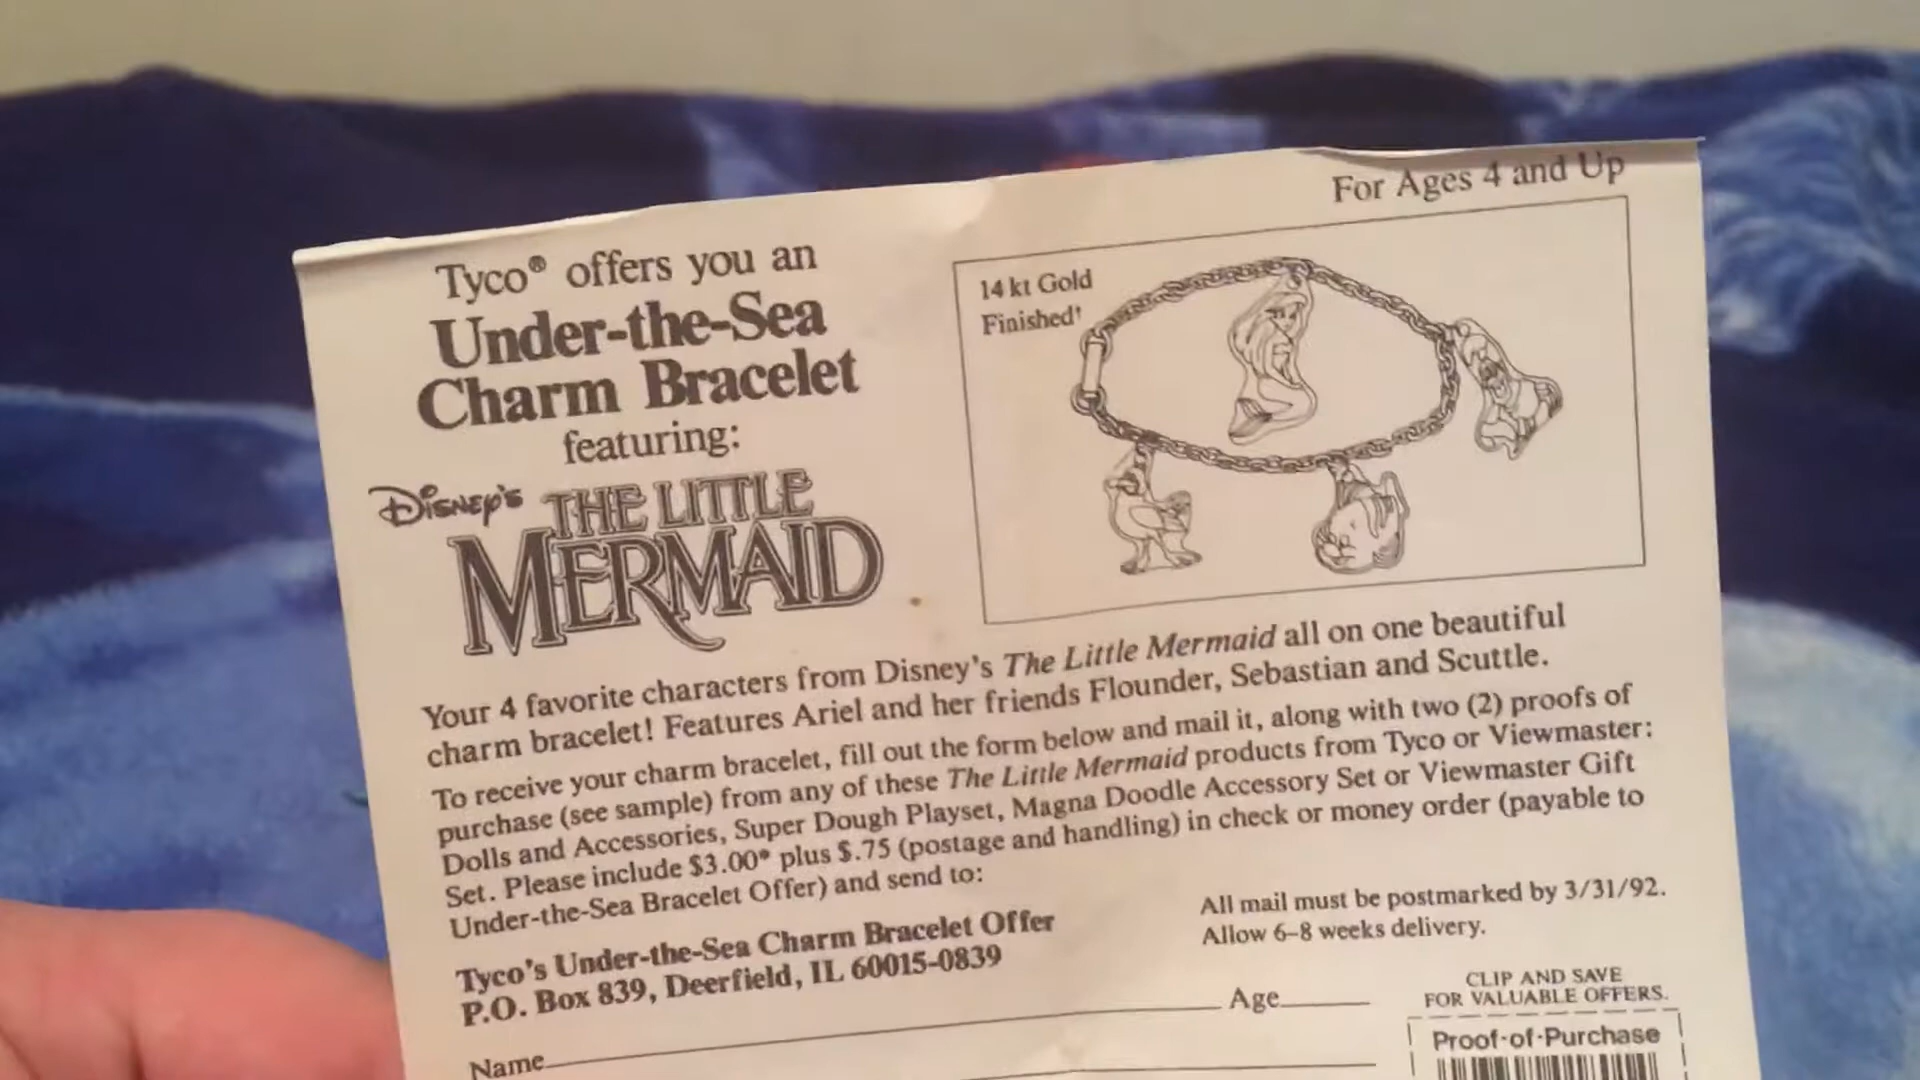 For Ages 4 and Up
Tyco® offers you an
Under-the-Sea
Charm Bracelet
featuring:
Disney's THE LITTLE
MERMAID
14 kt Gold
Finished†
Your 4 favorite characters from Disney's The Little Mermaid all on one beautiful
charm bracelet! Features Ariel and her friends Flounder, Sebastian and Scuttle.
To receive your charm bracelet, fill out the form below and mail it, along with two (2) proofs of
purchase (see sample) from any of these The Little Mermaid products from Tyco or Viewmaster:
Dolls and Accessories, Super Dough Playset, Magna Doodle Accessory Set or Viewmaster Gift
Set. Please include $3.00* plus $.75 (postage and handling) in check or money order (payable to
Under-the-Sea Bracelet Offer) and send to:
Tyco's Under-the-Sea Charm Bracelet Offer
P.O. Box 839, Deerfield, IL 60015-0839
All mail must be postmarked by 3/31/92.
Allow 6-8 weeks delivery.
CLIP AND SAVE
FOR VALUABLE OFFERS.
Proof-of-Purchase
Name Age